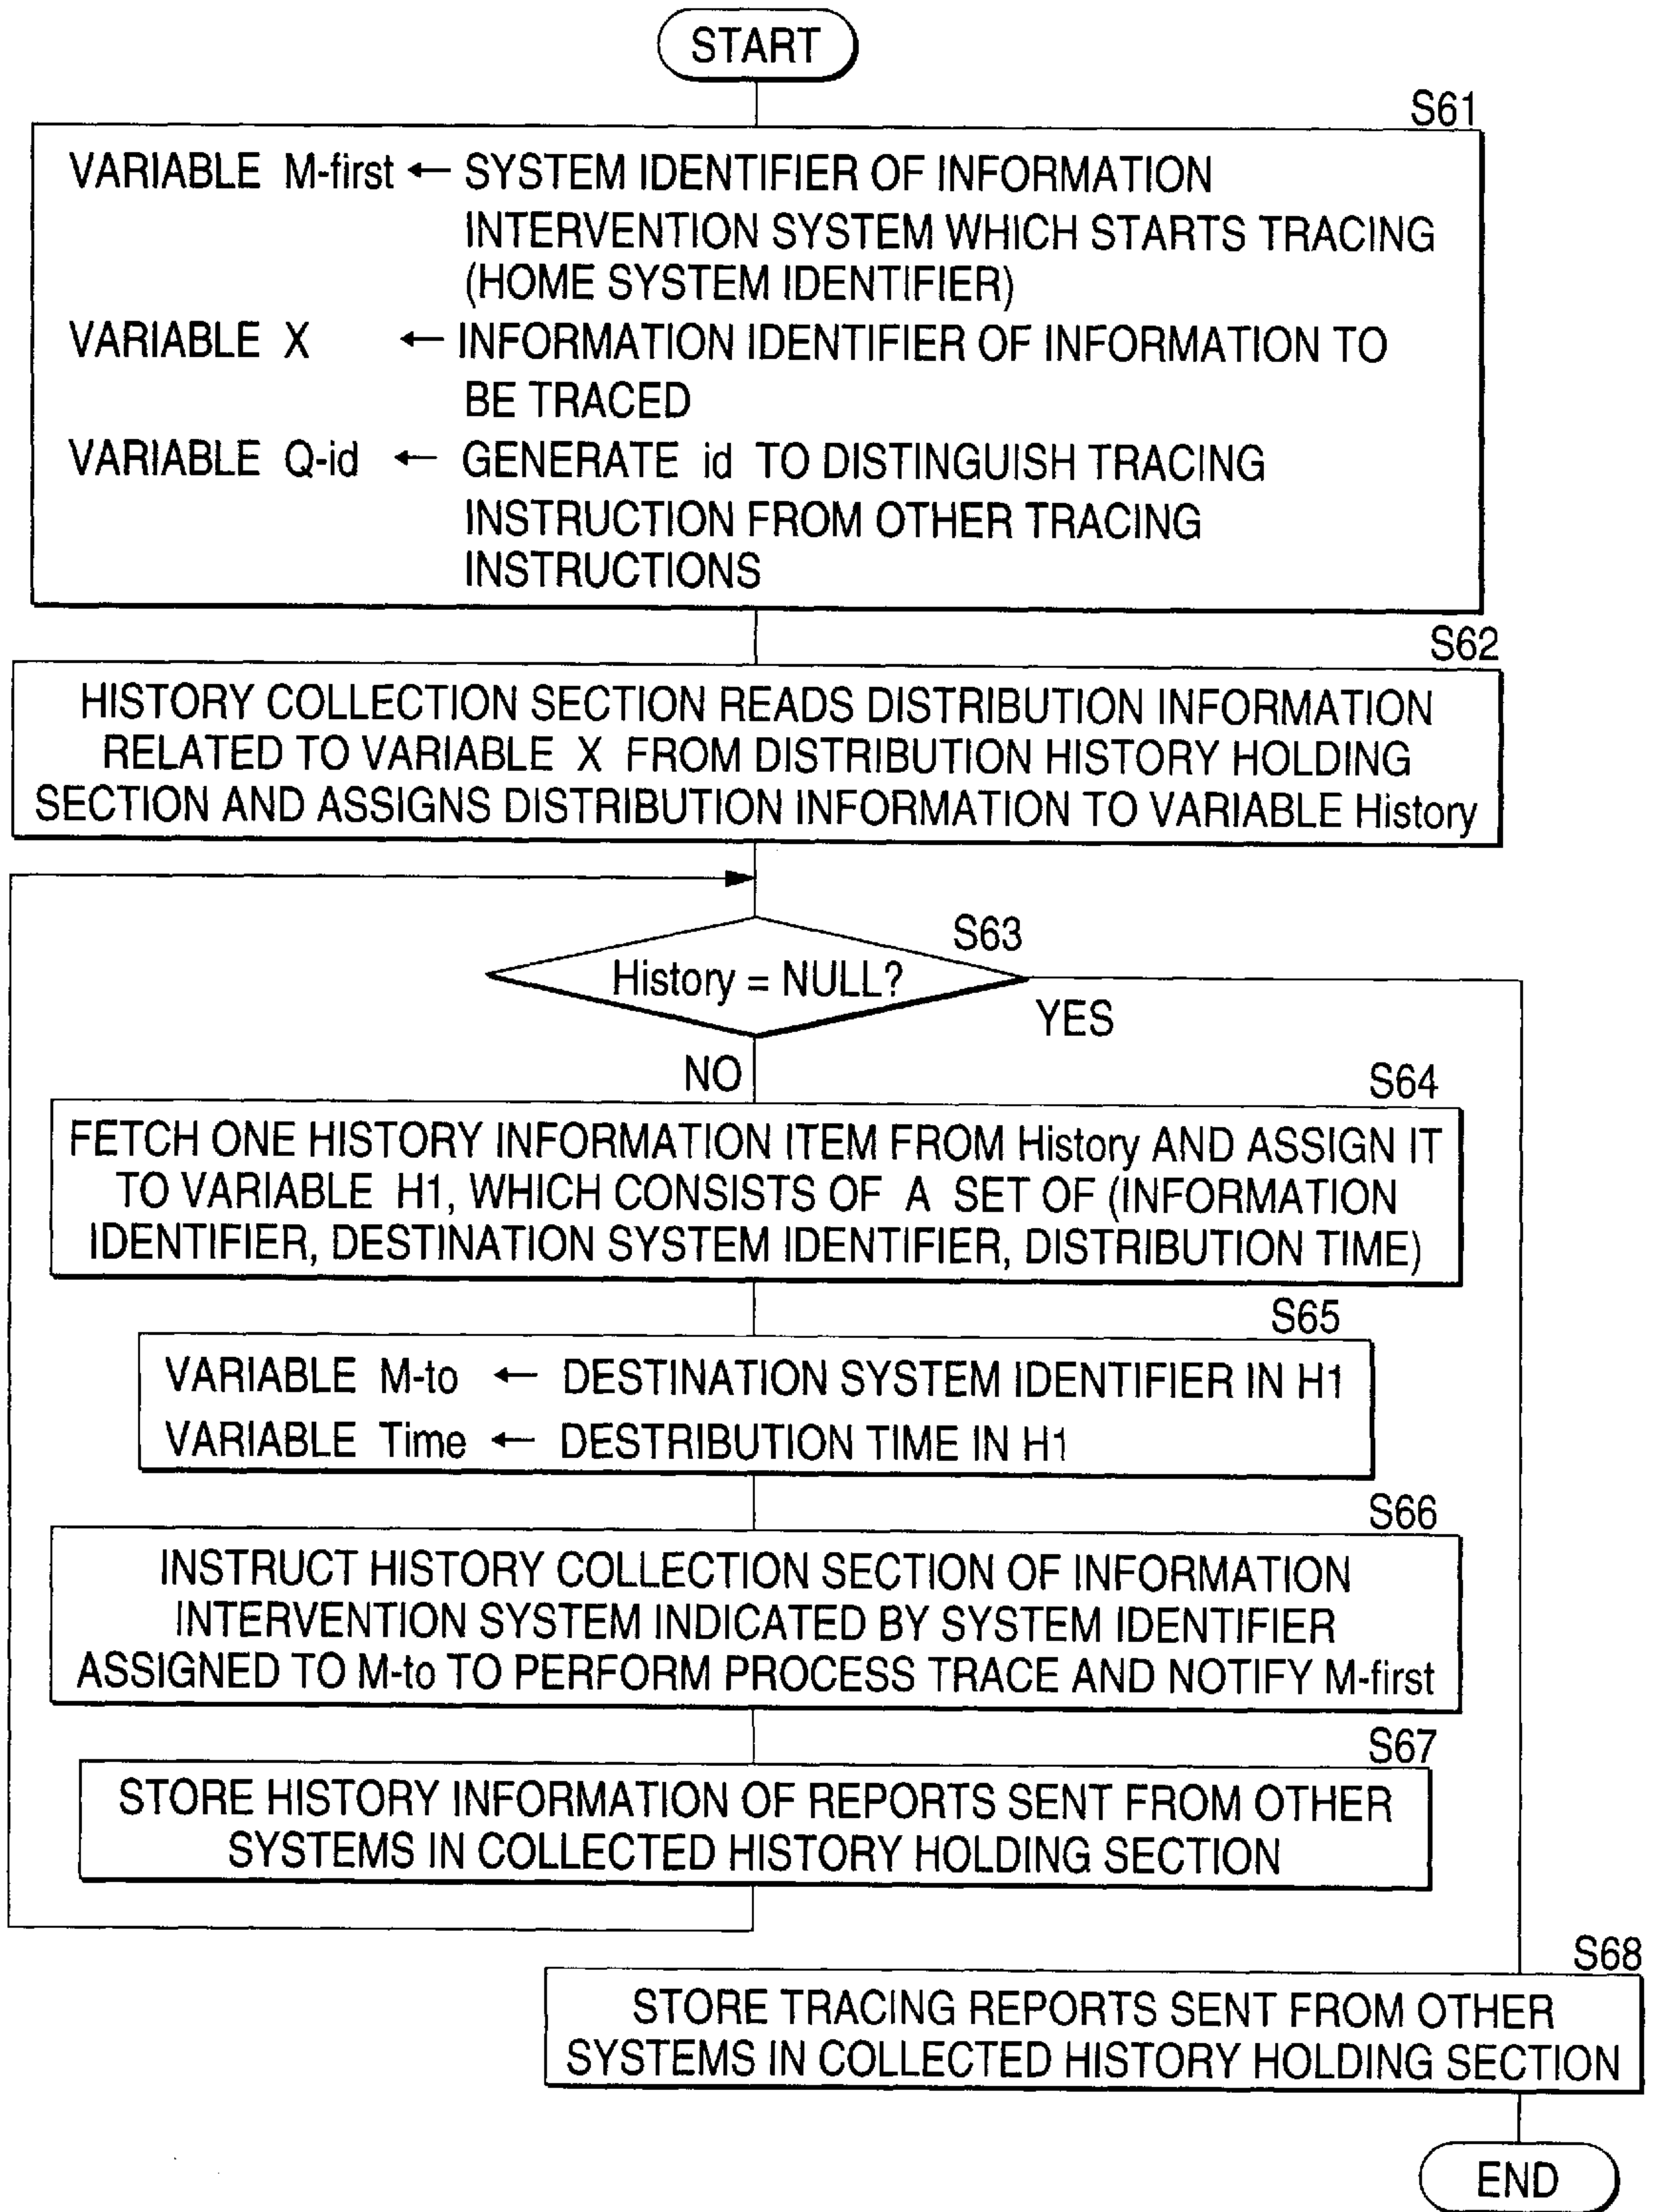 START
S61
VARIABLE M-first ← SYSTEM IDENTIFIER OF INFORMATION
INTERVENTION SYSTEM WHICH STARTS TRACING
(HOME SYSTEM IDENTIFIER)
VARIABLE X ← INFORMATION IDENTIFIER OF INFORMATION TO
BE TRACED
VARIABLE Q-id ← GENERATE id TO DISTINGUISH TRACING
INSTRUCTION FROM OTHER TRACING
INSTRUCTIONS
S62
HISTORY COLLECTION SECTION READS DISTRIBUTION INFORMATION
RELATED TO VARIABLE X FROM DISTRIBUTION HISTORY HOLDING
SECTION AND ASSIGNS DISTRIBUTION INFORMATION TO VARIABLE History
S63
History = NULL?
YES
NO
S64
FETCH ONE HISTORY INFORMATION ITEM FROM History AND ASSIGN IT
TO VARIABLE H1, WHICH CONSISTS OF A SET OF (INFORMATION
IDENTIFIER, DESTINATION SYSTEM IDENTIFIER, DISTRIBUTION TIME)
S65
VARIABLE M-to ← DESTINATION SYSTEM IDENTIFIER IN H1
VARIABLE Time ← DESTRIBUTION TIME IN H1
S66
INSTRUCT HISTORY COLLECTION SECTION OF INFORMATION
INTERVENTION SYSTEM INDICATED BY SYSTEM IDENTIFIER
ASSIGNED TO M-to TO PERFORM PROCESS TRACE AND NOTIFY M-first
S67
STORE HISTORY INFORMATION OF REPORTS SENT FROM OTHER
SYSTEMS IN COLLECTED HISTORY HOLDING SECTION
S68
STORE TRACING REPORTS SENT FROM OTHER
SYSTEMS IN COLLECTED HISTORY HOLDING SECTION
END